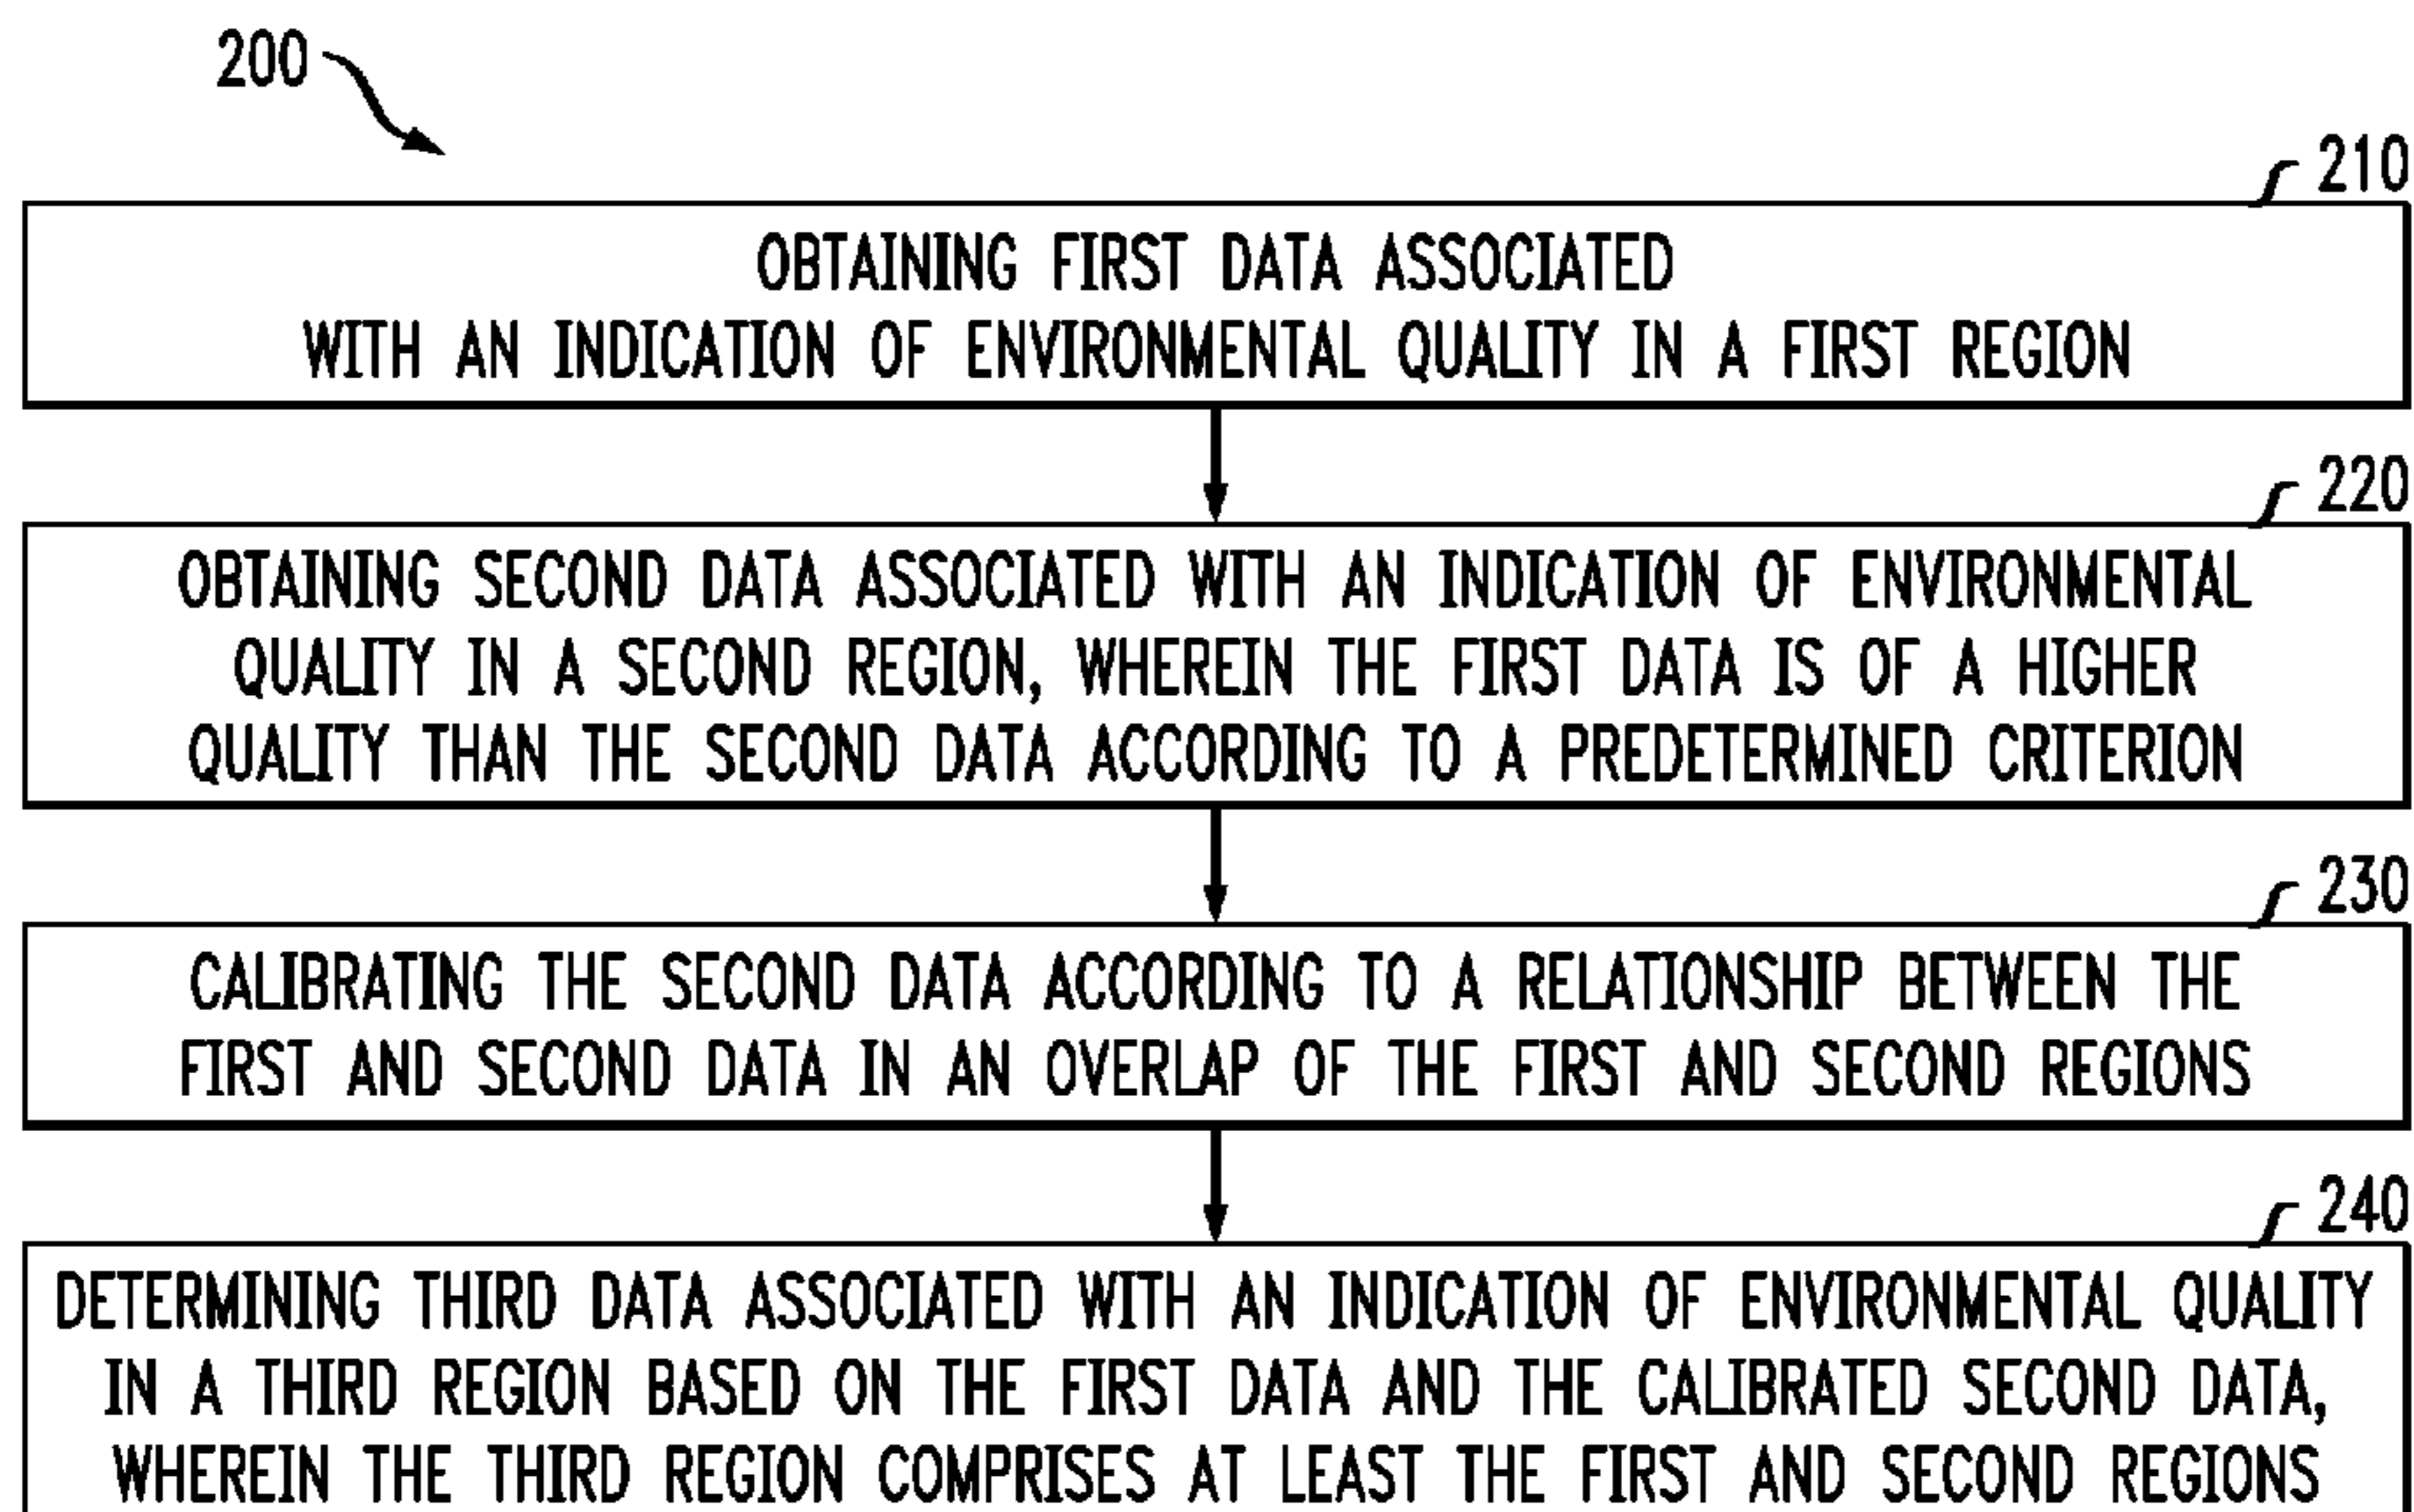 200
210
OBTAINING FIRST DATA ASSOCIATED
WITH AN INDICATION OF ENVIRONMENTAL QUALITY IN A FIRST REGION
220
OBTAINING SECOND DATA ASSOCIATED WITH AN INDICATION OF ENVIRONMENTAL
QUALITY IN A SECOND REGION, WHEREIN THE FIRST DATA IS OF A HIGHER
QUALITY THAN THE SECOND DATA ACCORDING TO A PREDETERMINED CRITERION
230
CALIBRATING THE SECOND DATA ACCORDING TO A RELATIONSHIP BETWEEN THE
FIRST AND SECOND DATA IN AN OVERLAP OF THE FIRST AND SECOND REGIONS
240
DETERMINING THIRD DATA ASSOCIATED WITH AN INDICATION OF ENVIRONMENTAL QUALITY
IN A THIRD REGION BASED ON THE FIRST DATA AND THE CALIBRATED SECOND DATA,
WHEREIN THE THIRD REGION COMPRISES AT LEAST THE FIRST AND SECOND REGIONS